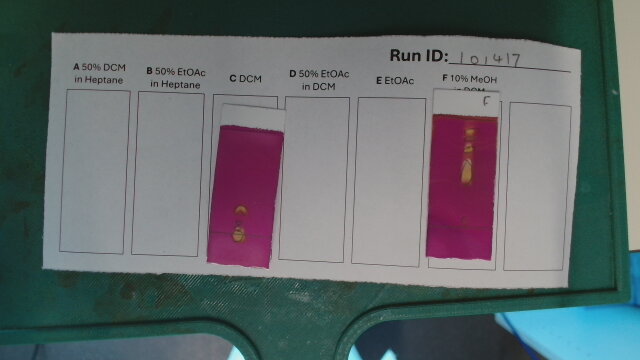 Run ID: 101417
A 50% DCM
in Heptane
B 50% EtOAc
in Heptane
C DCM
D 50% EtOAc
in DCM
E EtOAc
F 10% MeOH
in DCM
F